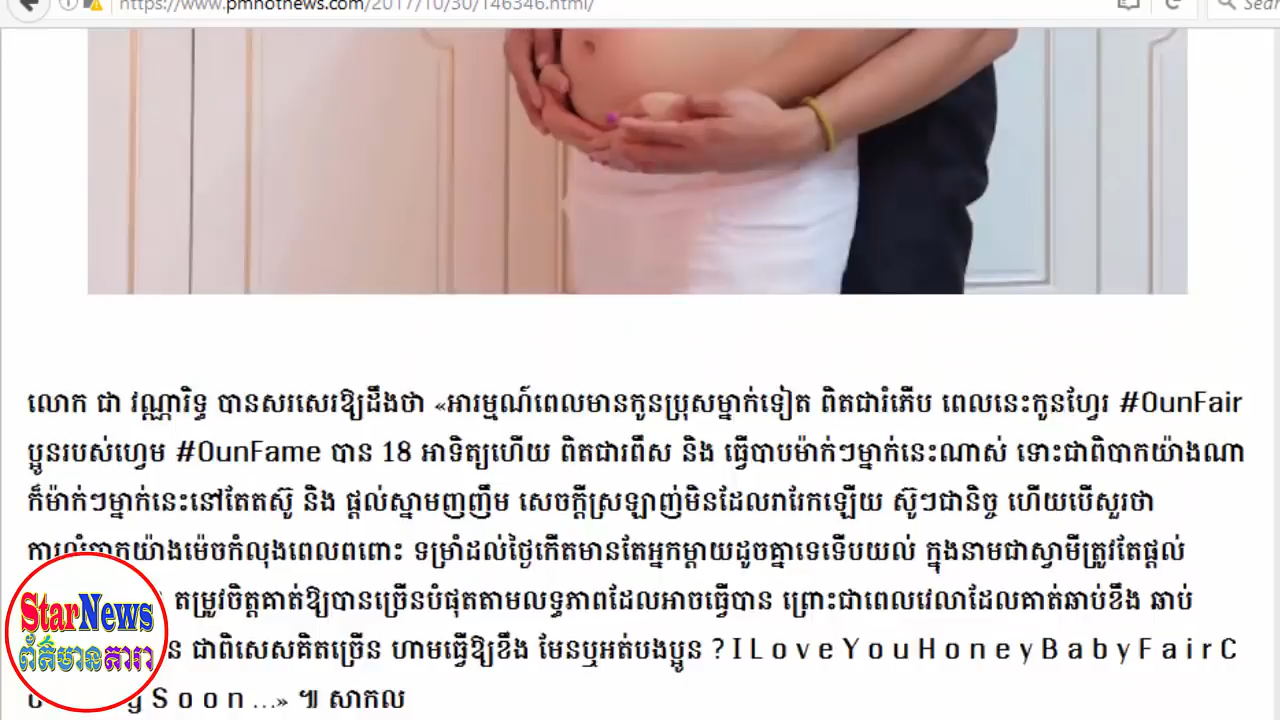 https://www.pmhotnews.com/2017/10/30/146346.html/
Sear
លោក ជា វណ្ណារិទ្ធ បានសរសេរឱ្យដឹងថា «អារម្មណ៍ពេលមានកូនប្រុសម្នាក់ទៀត ពិតជារំភើប ពេលនេះកូនហ្វែរ #OunFair
ប្អូនរបស់ហ្វេម #OunFame បាន 18 អាទិត្យហើយ ពិតជារពឹស និង ធ្វើបាបម៉ាក់ៗម្នាក់នេះណាស់ ទោះជាពិបាកយ៉ាងណា
ក៏ម៉ាក់ៗម្នាក់នេះនៅតែតស៊ូ និង ផ្តល់ស្នាមញញឹម សេចក្តីស្រឡាញ់មិនដែលរារែកឡើយ ស៊ូៗជានិច្ច ហើយបើសួរថា
យ៉ាងម៉េចកំលុងពេលពពោះ ទម្រាំដល់ថ្ងៃកើតមានតែអ្នកម្តាយដូចគ្នាទេទើបយល់ ក្នុងនាមជាស្វាមីត្រូវតែផ្តល់
តម្រូវចិត្តគាត់ឱ្យបានច្រើនបំផុតតាមលទ្ធភាពដែលអាចធ្វើបាន ព្រោះជាពេលវេលាដែលគាត់ឆាប់ខឹង ឆាប់
ន ជាពិសេសគិតច្រើន ហាមធ្វើឱ្យខឹង មែនឬអត់បងប្អូន ? I L o v e Y o u H o n e y B a b y F a i r C
g S o o n ...» ៕ សាកល
StarNews
ព័ត៌មានតារា